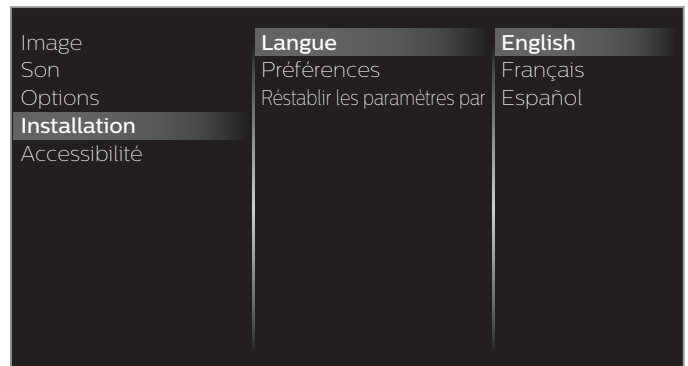 Image
Son
Options
Installation
Accessibilité
Langue
Préférences
Réstablir les paramètres par
English
Français
Español